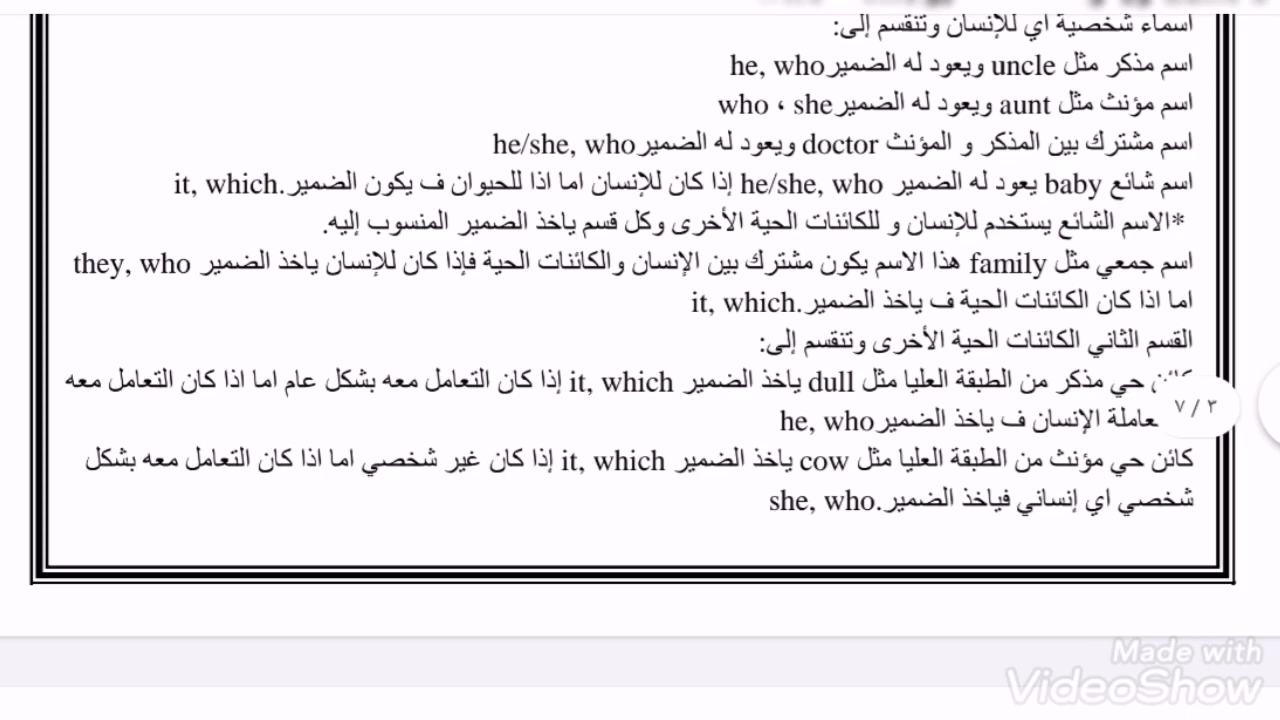 اسماء شخصية اي للإنسان وتنقسم إلى:
اسم مذكر مثل uncle ويعود له الضمير he, who
اسم مؤنث مثل aunt ويعود له الضمير who ، she
اسم مشترك بين المذكر و المؤنث doctor ويعود له الضمير he/she, who
اسم شائع baby يعود له الضمير he/she, who إذا كان للإنسان اما اذا للحيوان ف يكون الضمير .it, which
*الاسم الشائع يستخدم للإنسان و للكائنات الحية الأخرى وكل قسم ياخذ الضمير المنسوب إليه.
اسم جمعي مثل family هذا الاسم يكون مشترك بين الإنسان والكائنات الحية فإذا كان للإنسان ياخذ الضمير they, who
اما اذا كان الكائنات الحية ف ياخذ الضمير .it, which
القسم الثاني الكائنات الحية الأخرى وتنقسم إلى:
حي مذكر من الطبقة العليا مثل dull ياخذ الضمير it, which إذا كان التعامل معه بشكل عام اما اذا كان التعامل معه
الإنسان ف ياخذ الضمير he, who
كائن حي مؤنث من الطبقة العليا مثل cow ياخذ الضمير it, which إذا كان غير شخصي اما اذا كان التعامل معه بشكل
شخصي اي إنساني فياخذ الضمير .she, who
٧ / ٣
Made with
VideoShow